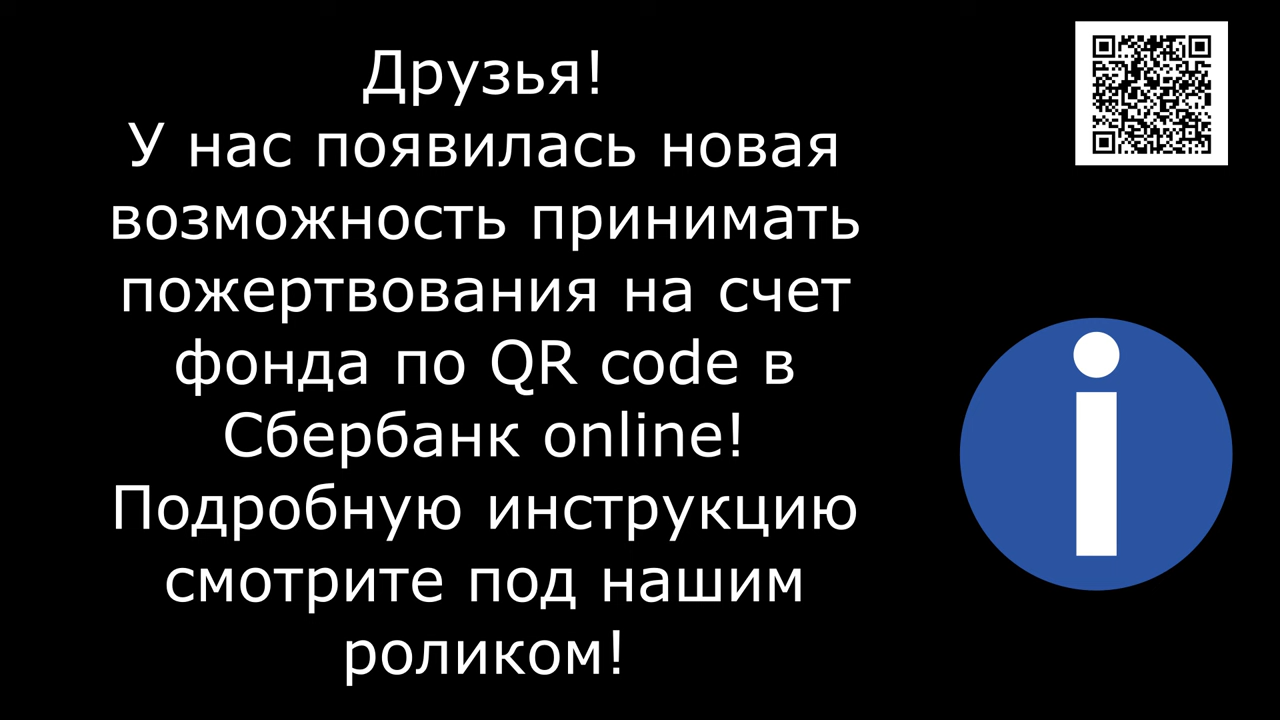 Друзья!
У нас появилась новая
возможность принимать
пожертвования на счет
фонда по QR code в
Сбербанк online!
Подробную инструкцию
смотрите под нашим
роликом!
i